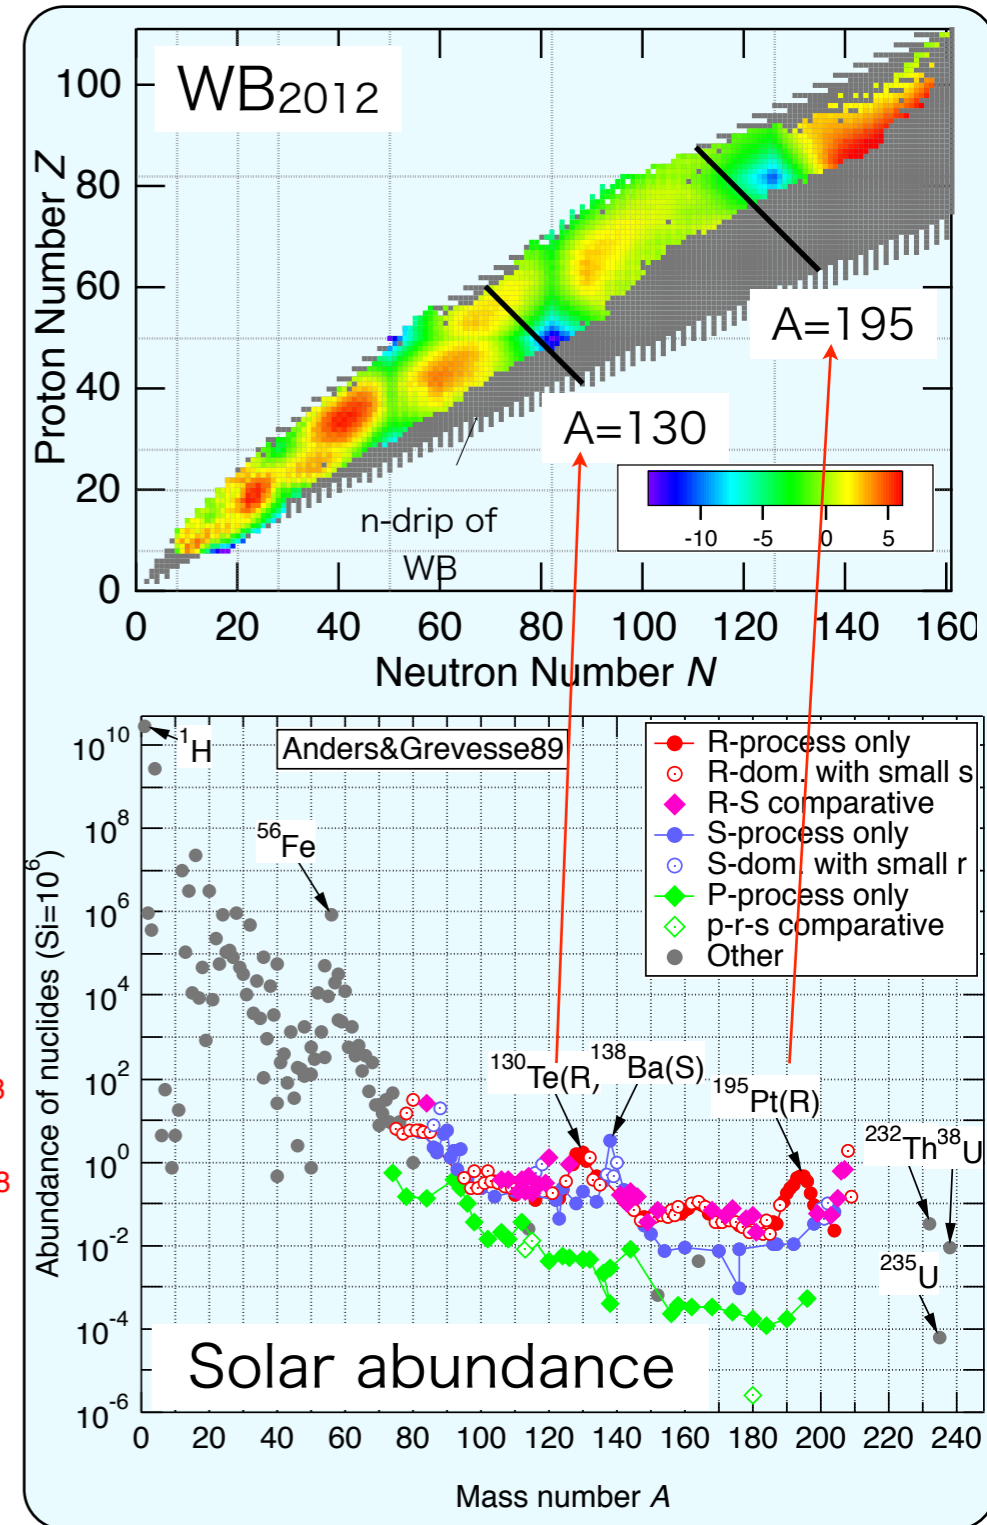 WB2012
Proton Number Z
100
80
60
40
20
0
A=195
A=130
n-drip of
WB
-10 -5 0 5
0 20 40 60 80 100 120 140 160
Neutron Number N
Abundance of nuclides (Si=10^6)
10^10
10^8
10^6
10^4
10^2
10^0
10^-2
10^-4
10^-6
^1H
Anders&Grevesse89
^56Fe
R-process only
R-dom. with small s
R-S comparative
S-process only
S-dom. with small r
P-process only
p-r-s comparative
Other
^130Te(R)
^138Ba(S)
^195Pt(R)
^232Th
^38U
^235U
Solar abundance
0 20 40 60 80 100 120 140 160 180 200 220 240
Mass number A
3
8